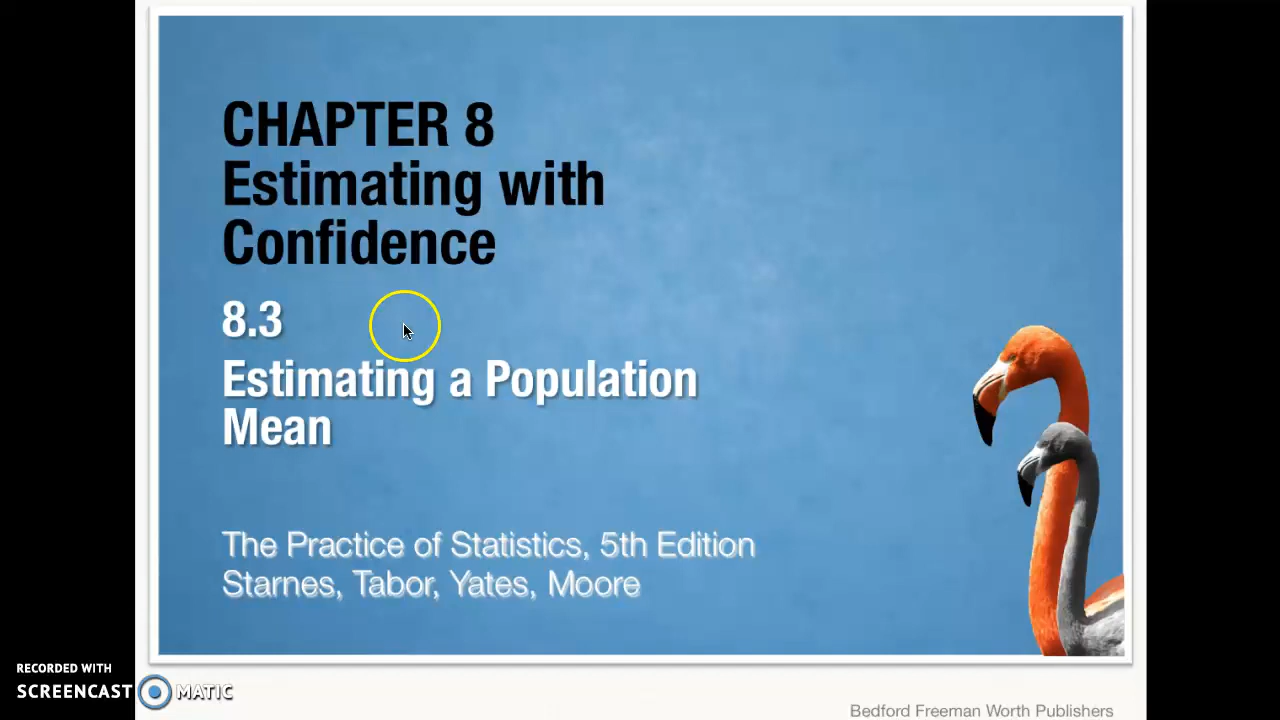 CHAPTER 8
Estimating with
Confidence
8.3
Estimating a Population
Mean
The Practice of Statistics, 5th Edition
Starnes, Tabor, Yates, Moore
RECORDED WITH
SCREENCAST MATIC
Bedford Freeman Worth Publishers